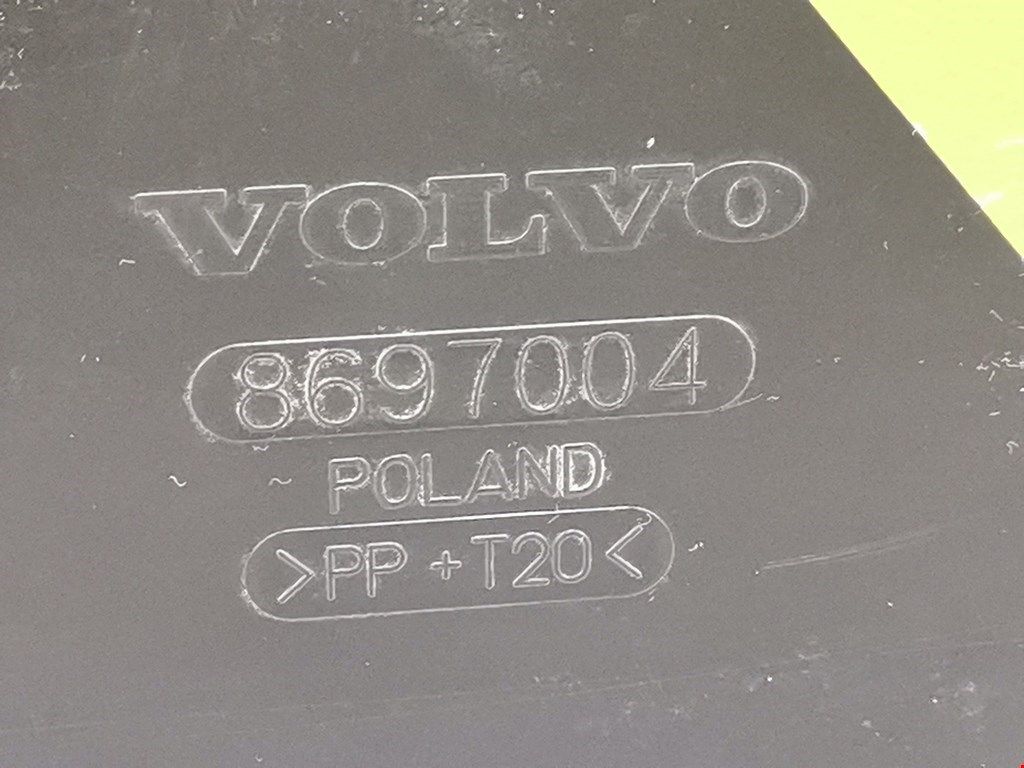 VOLVO
8697004
POLAND
>PP+T20<